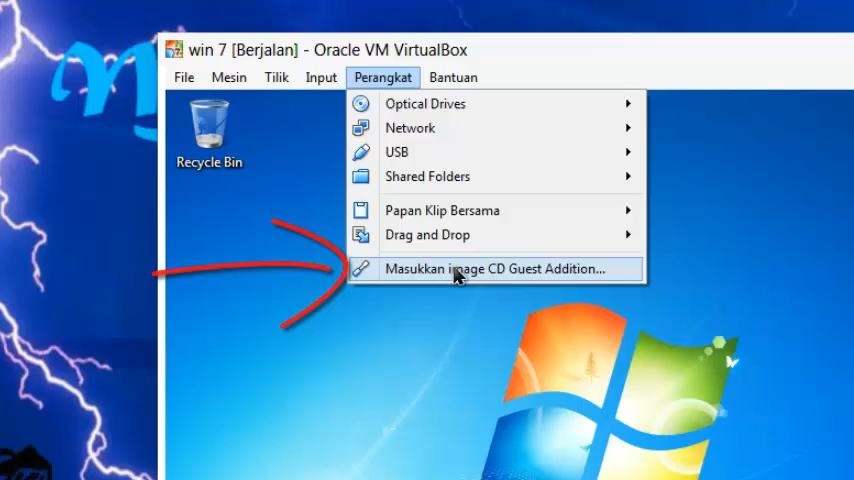 win 7 [Berjalan] - Oracle VM VirtualBox
File Mesin Tilik Input Perangkat Bantuan
Optical Drives
Network
USB
Shared Folders
Papan Klip Bersama
Drag and Drop
Masukkan image CD Guest Addition...
Recycle Bin